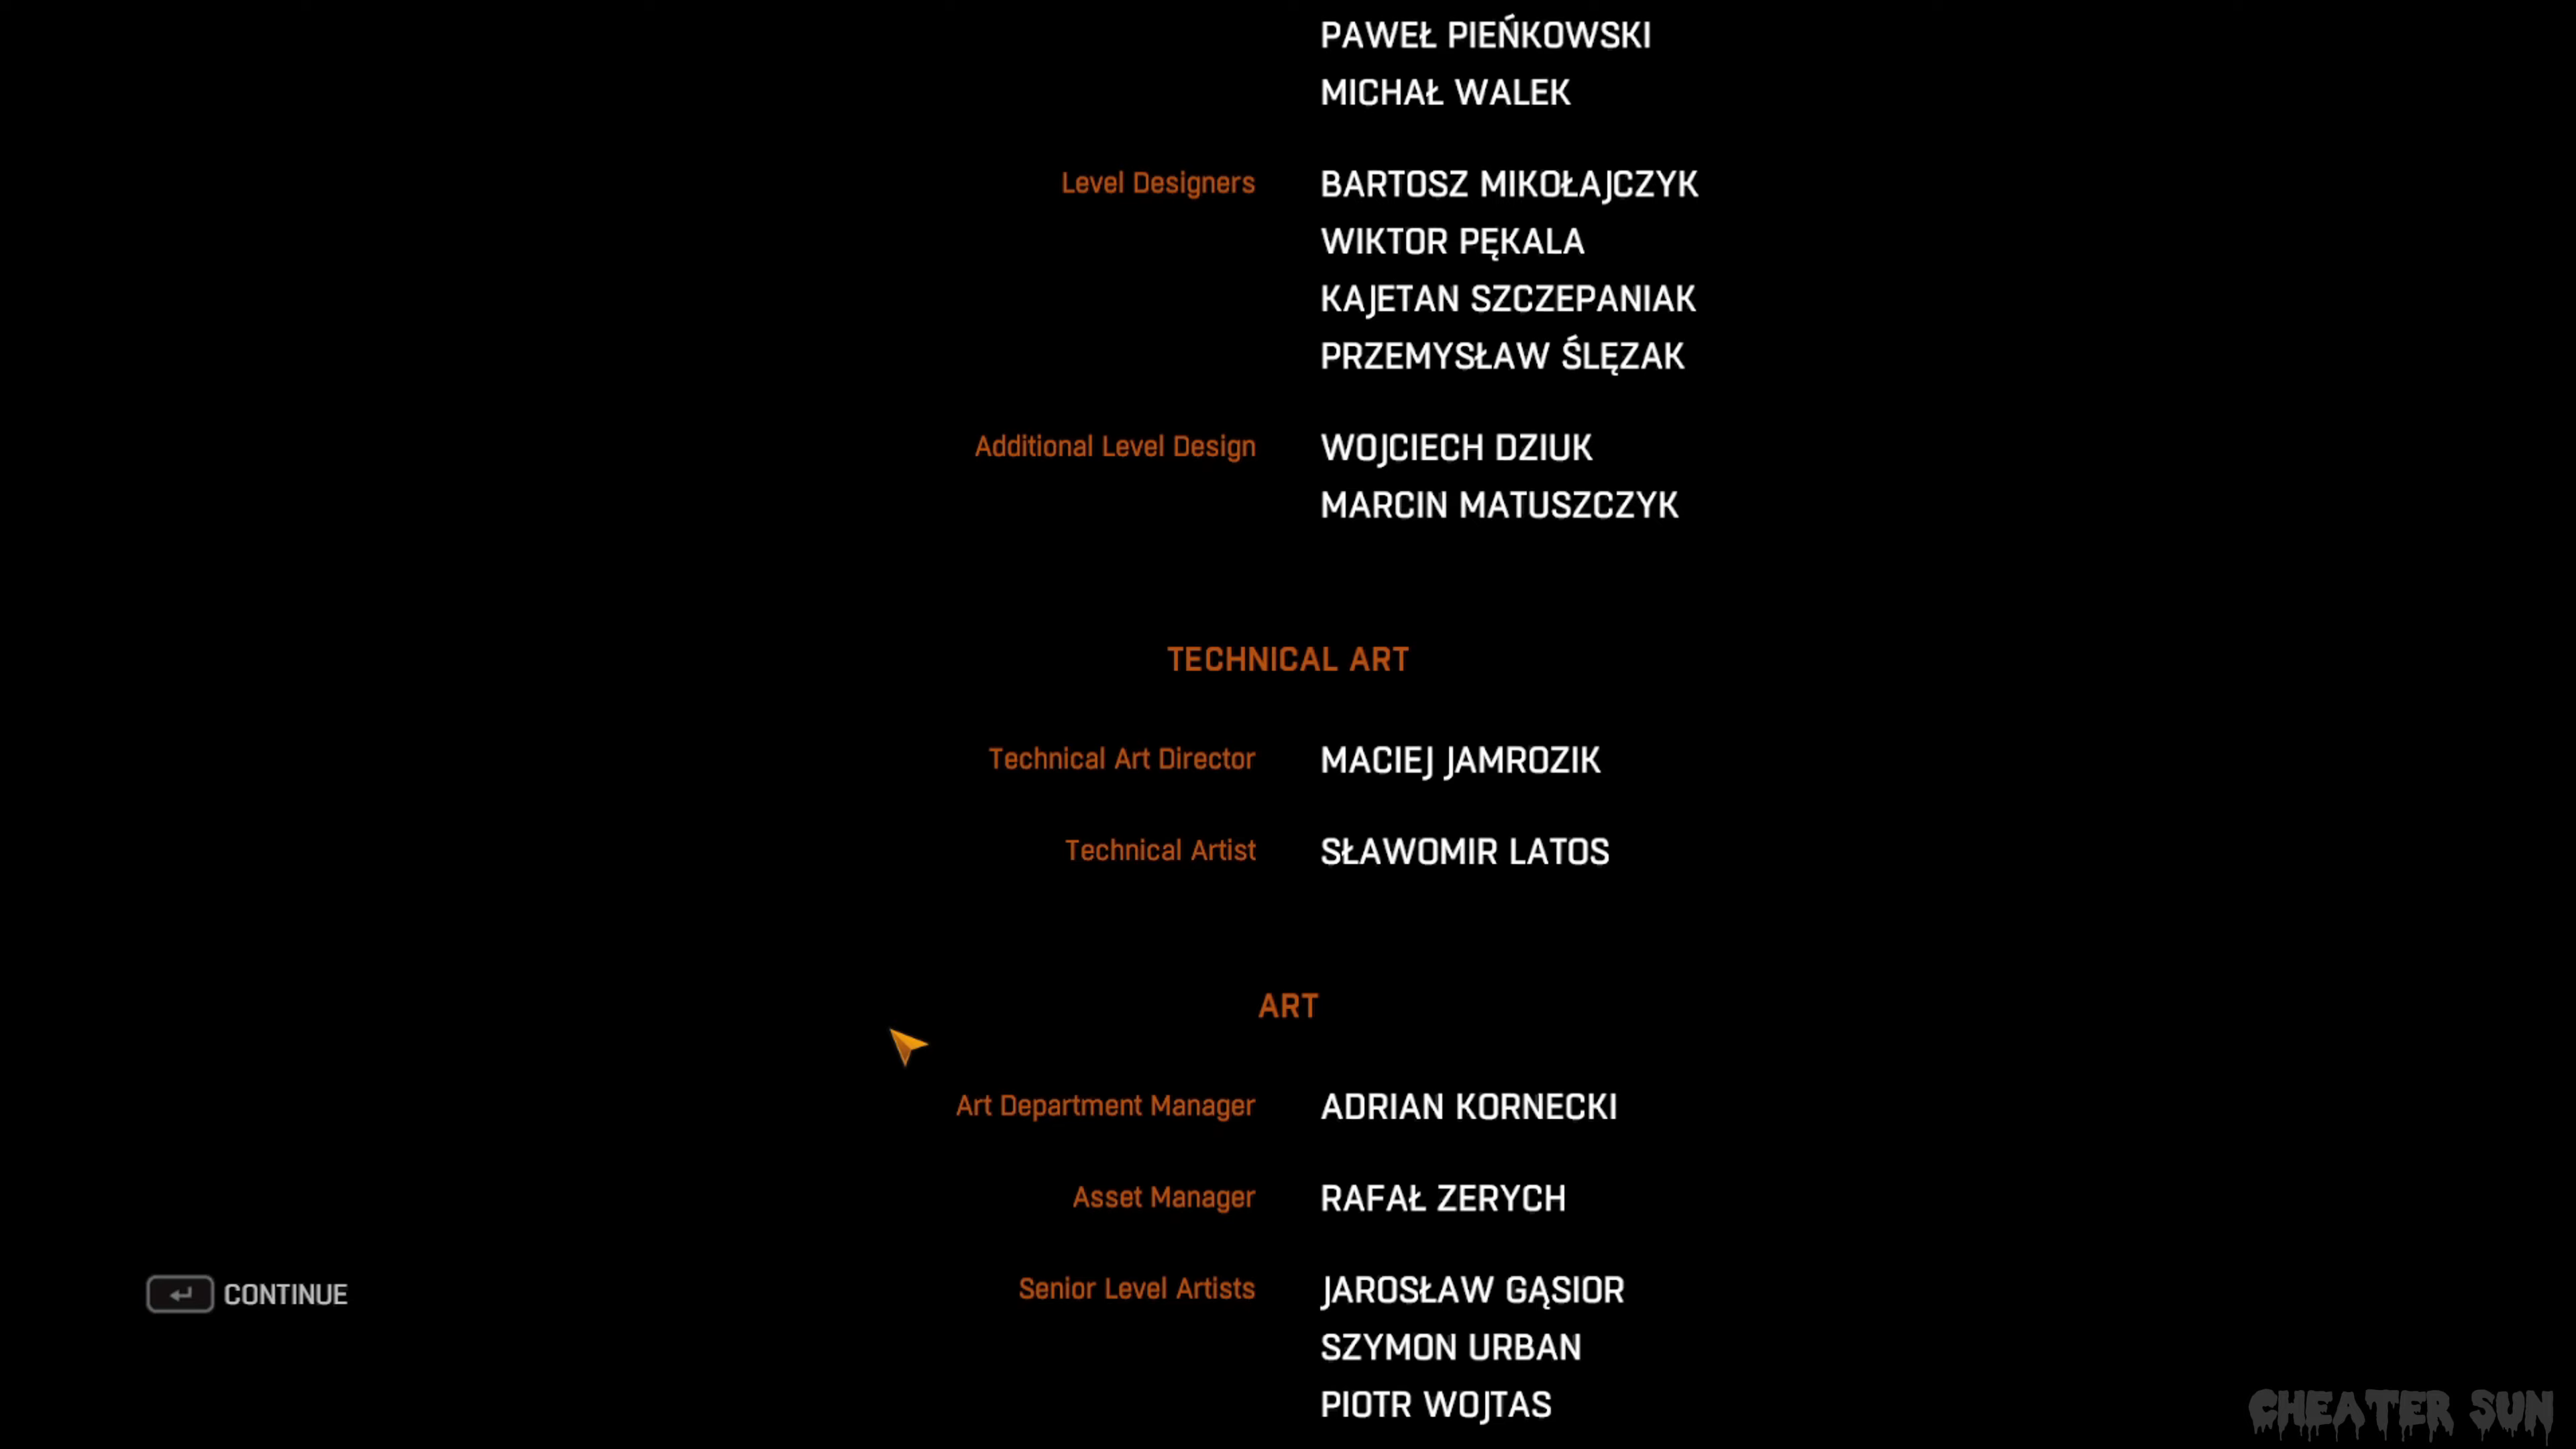 PAWEŁ PIEŃKOWSKI
MICHAŁ WALEK
Level Designers BARTOSZ MIKOŁAJCZYK
WIKTOR PĘKALA
KAJETAN SZCZEPANIAK
PRZEMYSŁAW ŚLĘZAK
Additional Level Design WOJCIECH DZIUK
MARCIN MATUSZCZYK
TECHNICAL ART
Technical Art Director MACIEJ JAMROZIK
Technical Artist SŁAWOMIR LATOS
ART
Art Department Manager ADRIAN KORNECKI
Asset Manager RAFAŁ ZERYCH
Senior Level Artists JAROSŁAW GĄSIOR
CONTINUE
SZYMON URBAN
PIOTR WOJTAS
CHEATER SUN